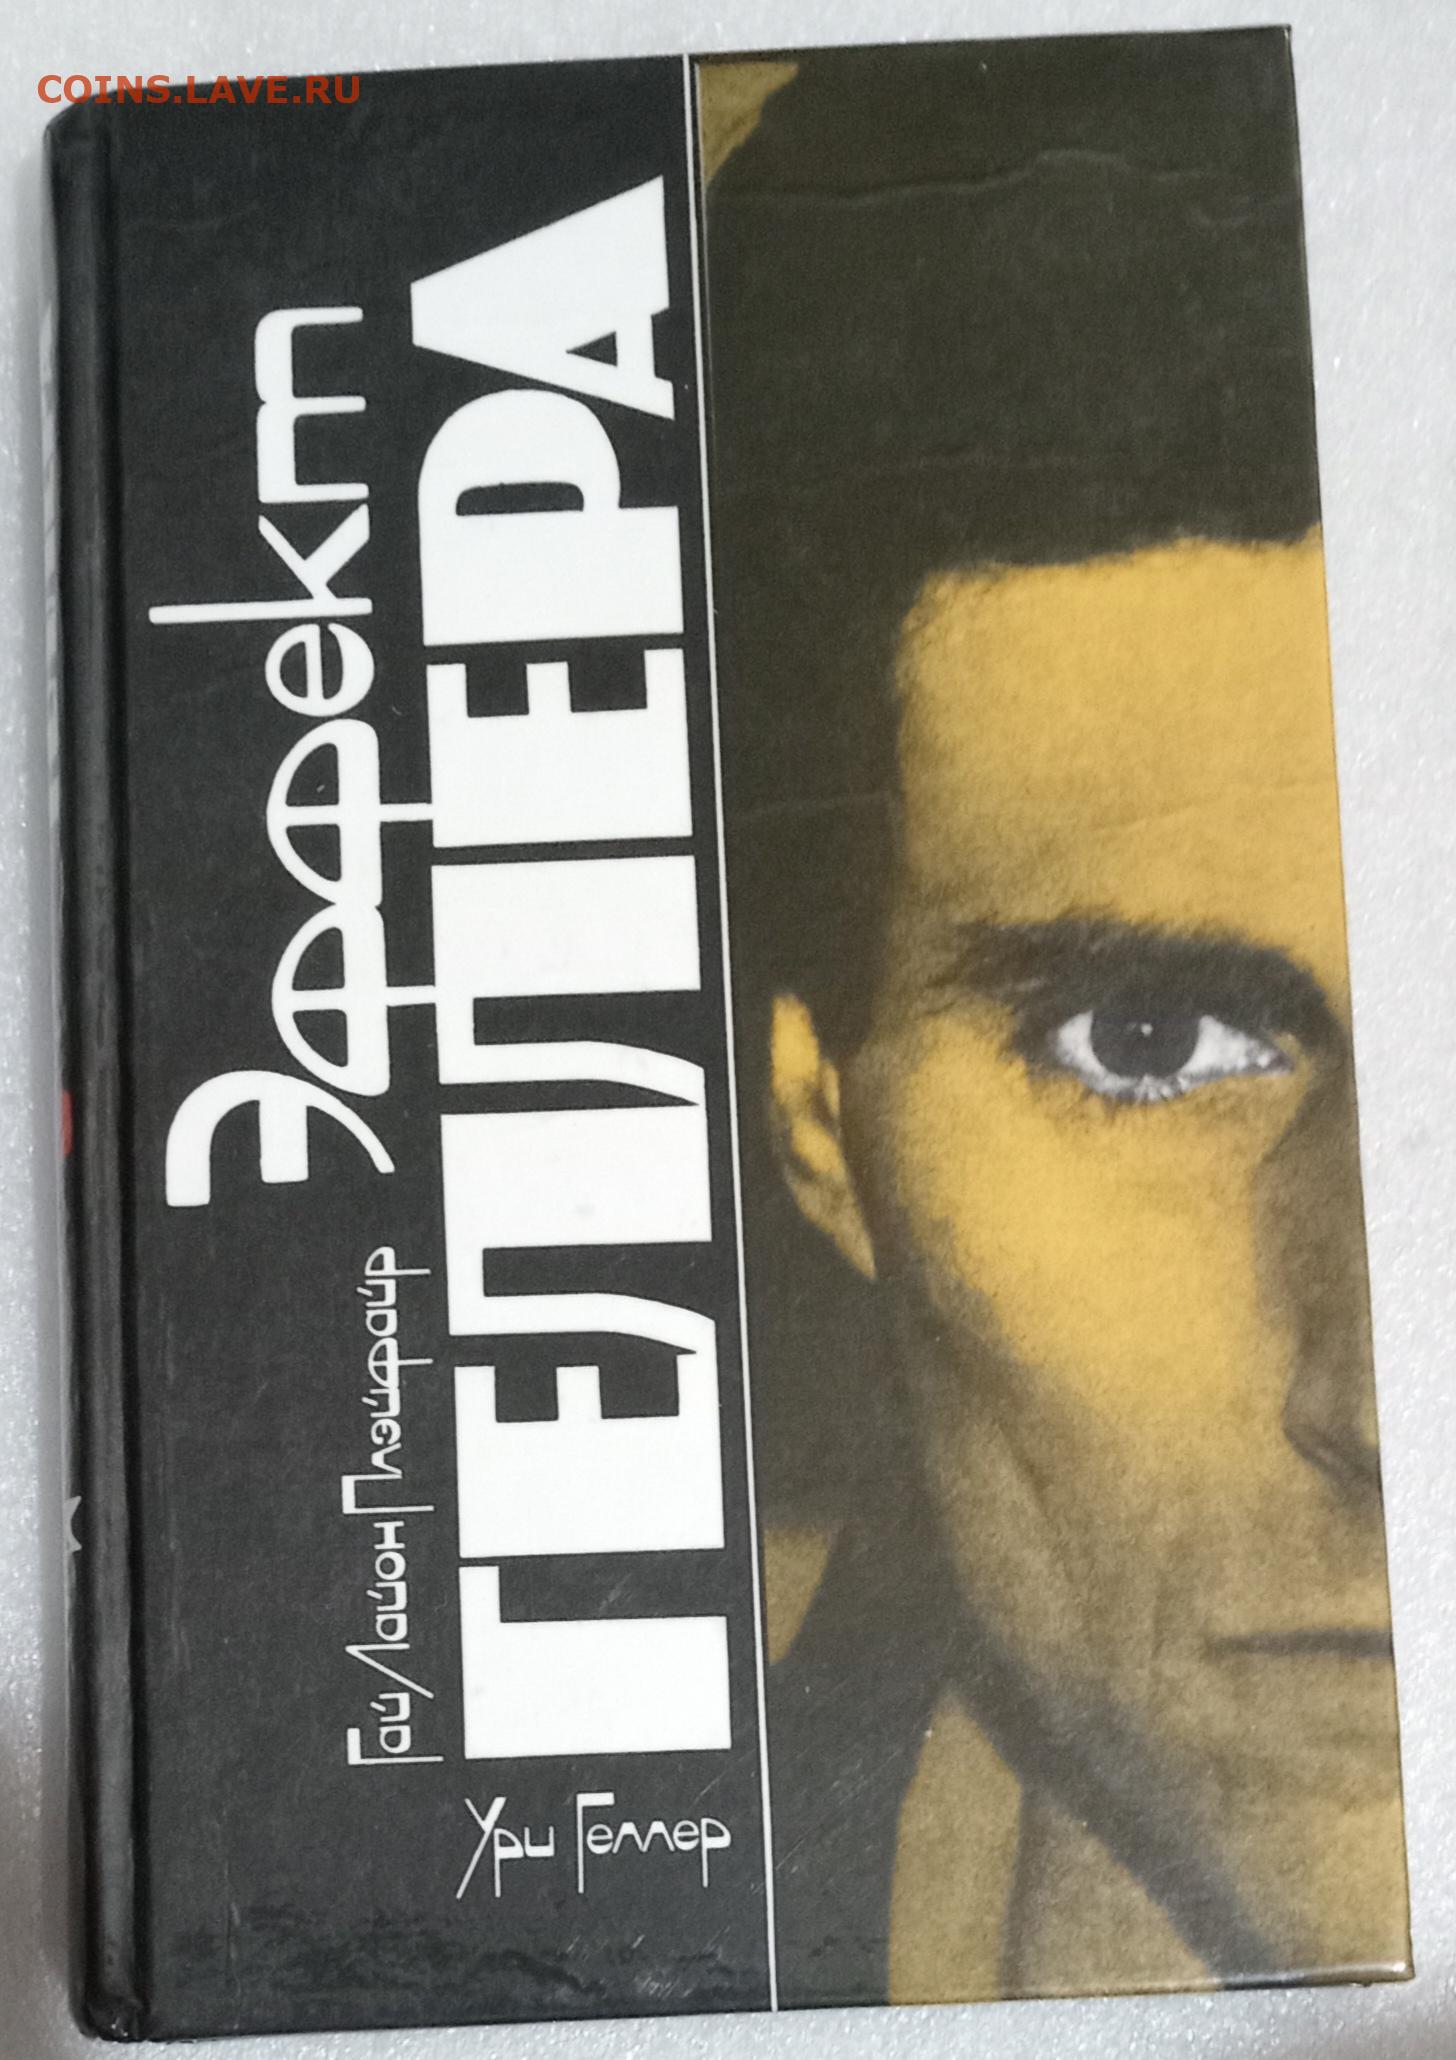 COINS.LAVE.RU
Ури Геллер
Гай Лайон Плэйфайр
Эффект
ГЕЛЛЕРА